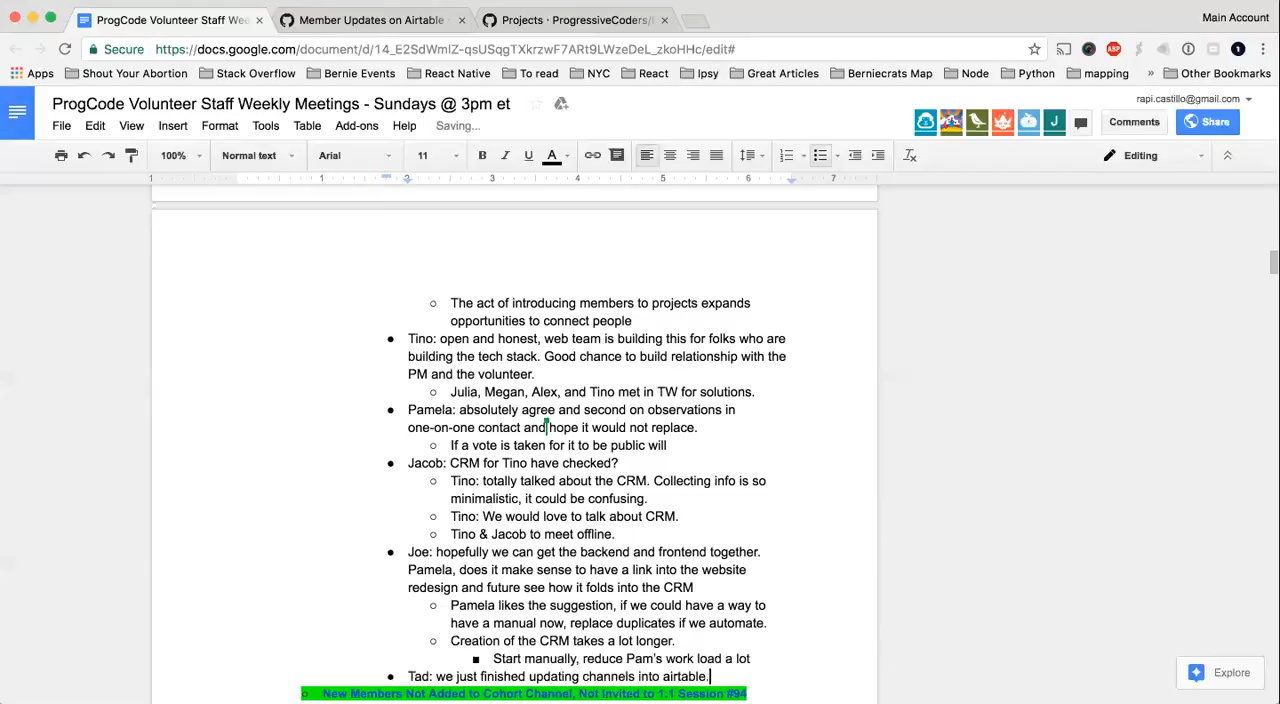 ProgCode Volunteer Staff Wee
Member Updates on Airtable
Projects · ProgressiveCoders/
Main Account
Secure
https://docs.google.com/document/d/14_E2SdWmIZ-qsUSqgTXkrzwF7ARt9LWzeDeL_zkoHHc/edit#
Apps
Shout Your Abortion
Stack Overflow
Bernie Events
React Native
To read
NYC
React
Ipsy
Great Articles
Berniecrats Map
Node
Python
mapping
»
Other Bookmarks
ProgCode Volunteer Staff Weekly Meetings - Sundays @ 3pm et
rapi.castillo@gmail.com
File Edit View Insert Format Tools Table Add-ons Help Saving...
J
Comments
Share
100% Normal text Arial 11 B I U A
Editing
1 1 2 3 4 5 6 7
○ The act of introducing members to projects expands
opportunities to connect people
● Tino: open and honest, web team is building this for folks who are
building the tech stack. Good chance to build relationship with the
PM and the volunteer.
○ Julia, Megan, Alex, and Tino met in TW for solutions.
● Pamela: absolutely agree and second on observations in
one-on-one contact and hope it would not replace.
○ If a vote is taken for it to be public will
● Jacob: CRM for Tino have checked?
○ Tino: totally talked about the CRM. Collecting info is so
minimalistic, it could be confusing.
○ Tino: We would love to talk about CRM.
○ Tino & Jacob to meet offline.
● Joe: hopefully we can get the backend and frontend together.
Pamela, does it make sense to have a link into the website
redesign and future see how it folds into the CRM
○ Pamela likes the suggestion, if we could have a way to
have a manual now, replace duplicates if we automate.
○ Creation of the CRM takes a lot longer.
■ Start manually, reduce Pam's work load a lot
● Tad: we just finished updating channels into airtable.
○ New Members Not Added to Cohort Channel, Not Invited to 1:1 Session #94
Explore